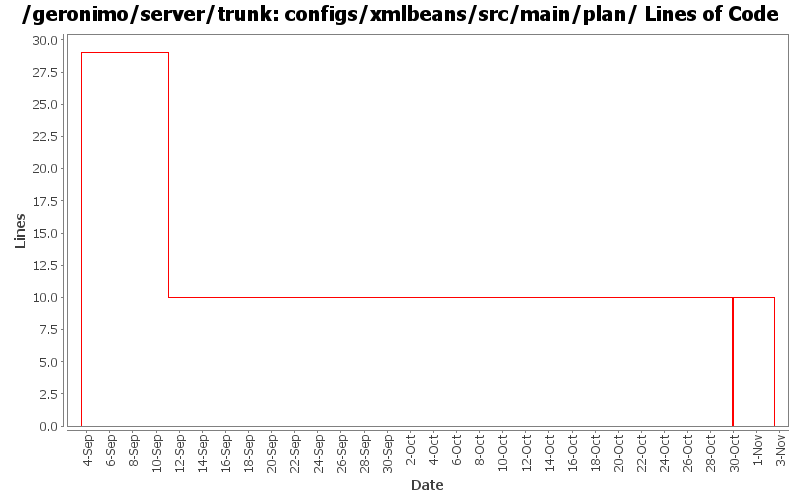 /geronimo/server/trunk: configs/xmlbeans/src/main/plan/ Lines of Code
30.0
27.5
25.0
22.5
20.0
17.5
15.0
12.5
10.0
7.5
5.0
2.5
0.0
Lines
4-Sep
6-Sep
8-Sep
10-Sep
12-Sep
14-Sep
16-Sep
18-Sep
20-Sep
22-Sep
24-Sep
26-Sep
28-Sep
30-Sep
2-Oct
4-Oct
6-Oct
8-Oct
10-Oct
12-Oct
14-Oct
16-Oct
18-Oct
20-Oct
22-Oct
24-Oct
26-Oct
28-Oct
30-Oct
1-Nov
3-Nov
Date